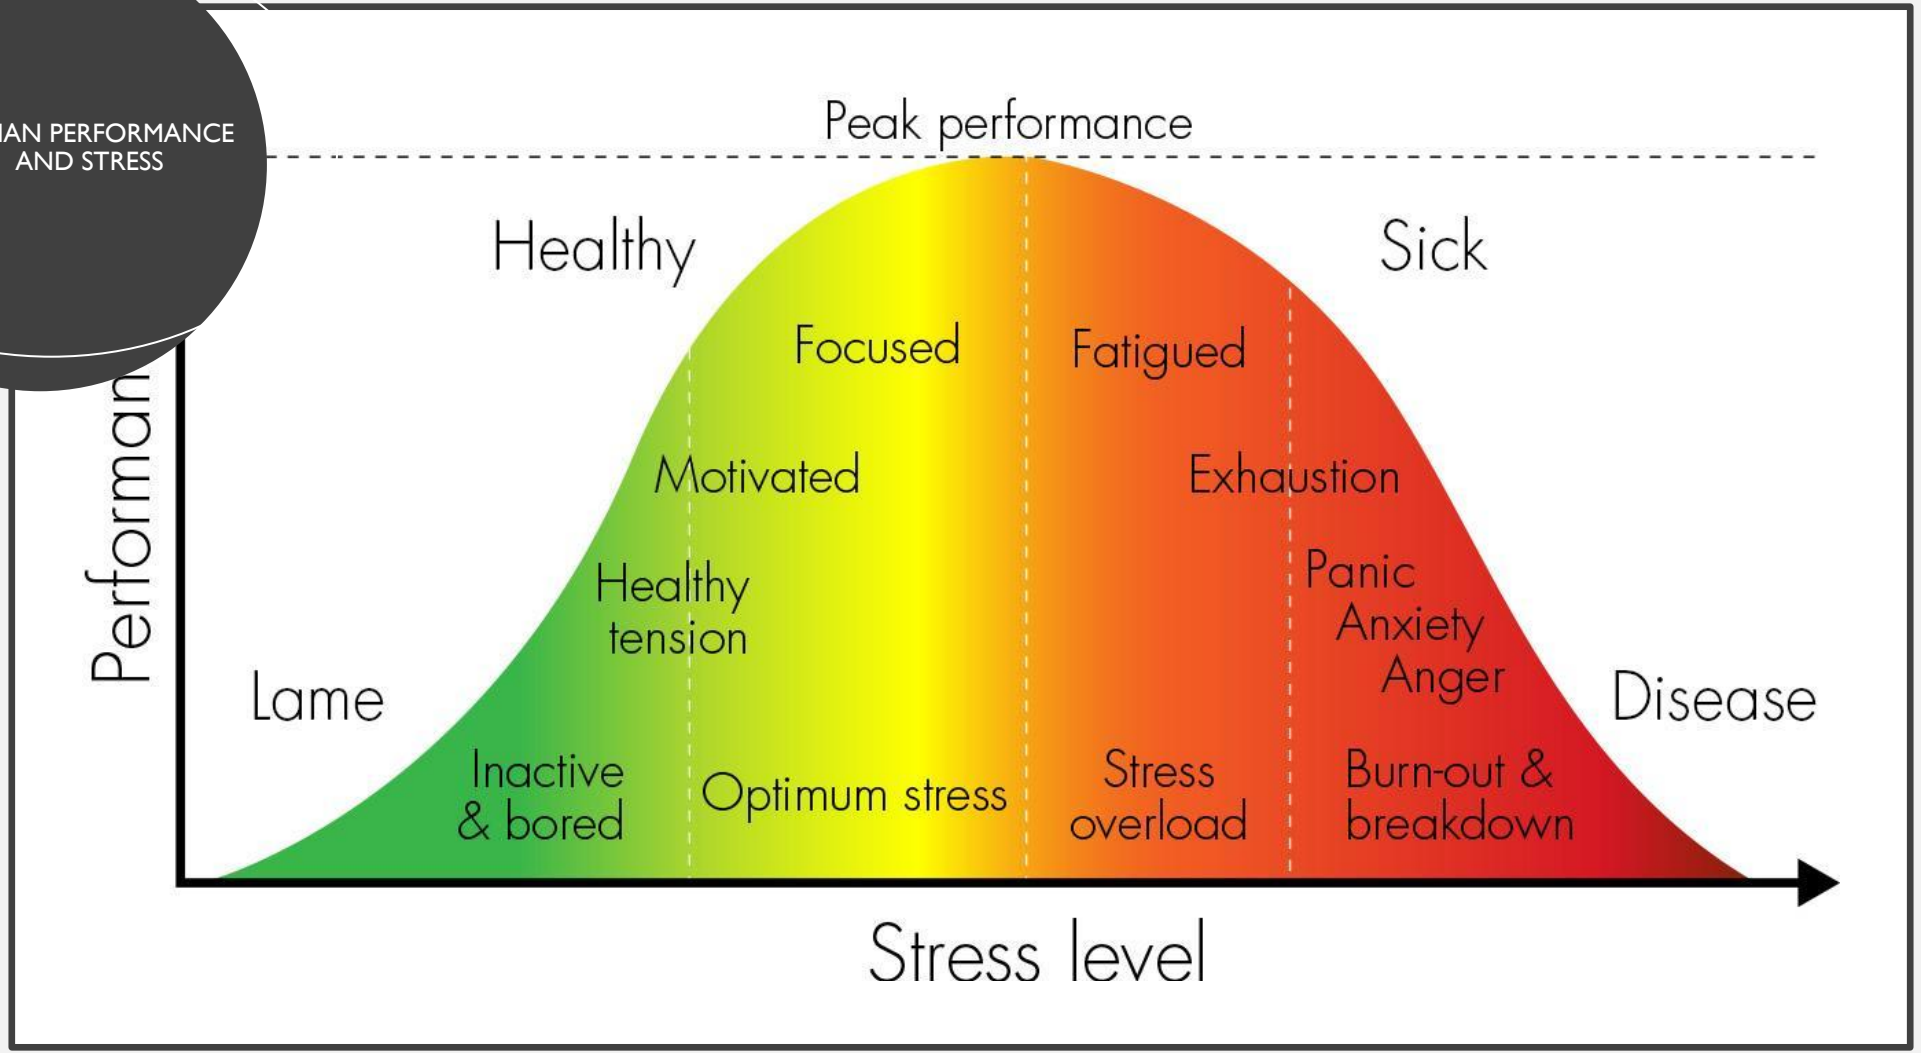 IAN PERFORMANCE
AND STRESS
Peak performance
Healthy
Sick
Focused
Fatigued
Motivated
Exhaustion
Healthy
tension
Panic
Anxiety
Anger
Performan
Lame
Disease
Inactive
& bored
Optimum stress
Stress
overload
Burn-out &
breakdown
Stress level